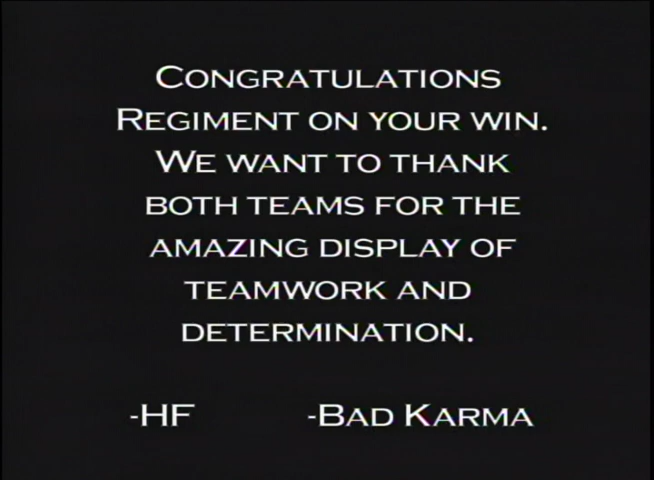 Congratulations
Regiment on your win.
We want to thank
both teams for the
amazing display of
teamwork and
determination.
-HF -Bad Karma